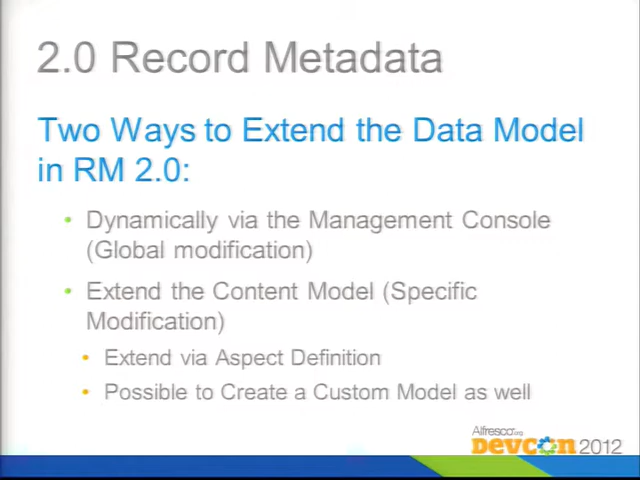 2.0 Record Metadata
Two Ways to Extend the Data Model
in RM 2.0:
• Dynamically via the Management Console
(Global modification)
• Extend the Content Model (Specific
Modification)
• Extend via Aspect Definition
• Possible to Create a Custom Model as well
Alfresco.org
Devcon 2012